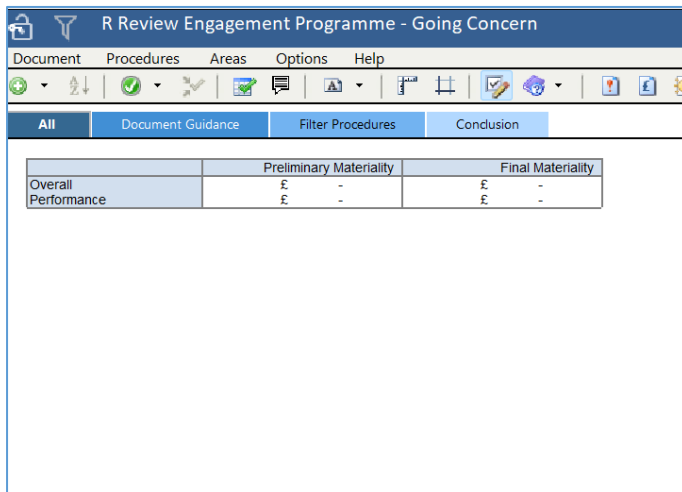 R Review Engagement Programme - Going Concern
Document Procedures Areas Options Help
All Document Guidance Filter Procedures Conclusion
Preliminary Materiality Final Materiality
Overall £ - £ -
Performance £ - £ -